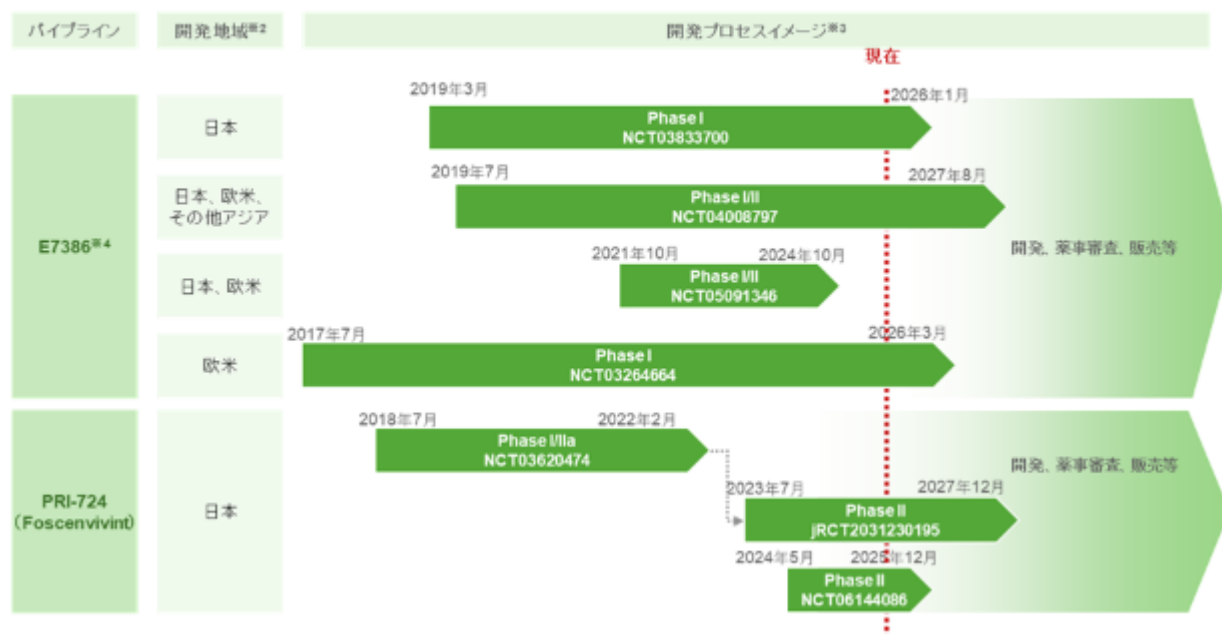 パイプライン
開発地域※2
開発プロセスイメージ※3
現在
E7386※4
日本
2019年3月
2026年1月
Phase I
NCT03833700
日本、欧米、
その他アジア
2019年7月
2027年8月
Phase I/II
NCT04008797
日本、欧米
2021年10月
2024年10月
Phase I/II
NCT05091346
欧米
2017年7月
2026年3月
Phase I
NCT03264664
開発、薬事審査、販売等
PRI-724
(Foscenvivint)
日本
2018年7月
2022年2月
Phase I/IIa
NCT03620474
2023年7月
2027年12月
Phase II
jRCT2031230195
2024年5月
2025年12月
Phase II
NCT06144086
開発、薬事審査、販売等